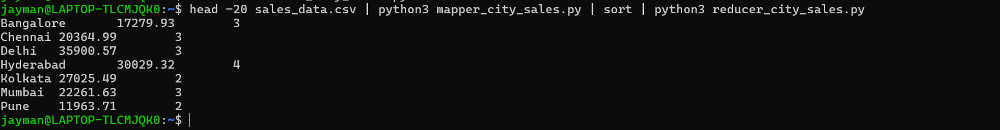 jayman@LAPTOP-TLCMJQK0:~$ head -20 sales_data.csv | python3 mapper_city_sales.py | sort | python3 reducer_city_sales.py
Bangalore       17279.93        3
Chennai 20364.99        3
Delhi   35900.57        3
Hyderabad       30029.32        4
Kolkata 27025.49        2
Mumbai  22261.63        3
Pune    11963.71        2
jayman@LAPTOP-TLCMJQK0:~$